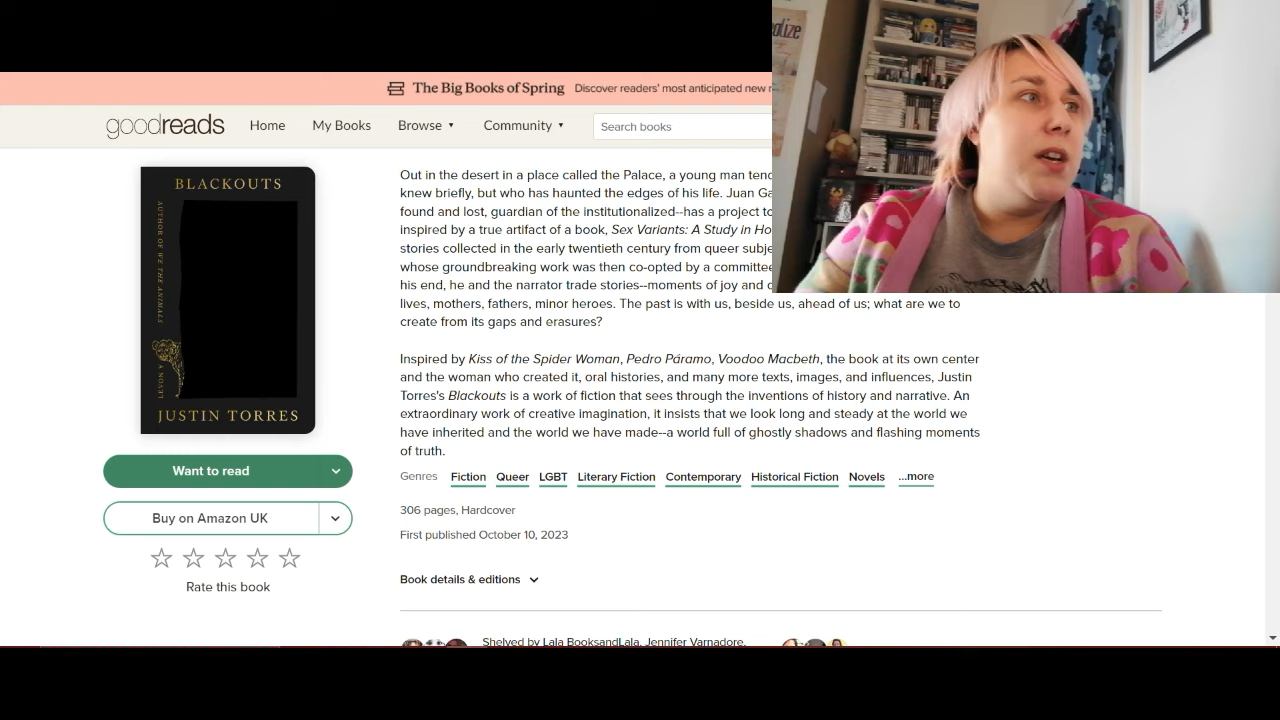 The Big Books of Spring Discover readers' most anticipated new
goodreads Home My Books Browse Community Search books
BLACKOUTS
AUTHOR OF WE THE ANIMALS
A NOVEL
JUSTIN TORRES
Want to read
Buy on Amazon UK
Rate this book
Out in the desert in a place called the Palace, a young man
knew briefly, but who has haunted the edges of his life. Juan
found and lost, guardian of the institutionalized--has a project to
inspired by a true artifact of a book, Sex Variants: A Study in
stories collected in the early twentieth century from queer
whose groundbreaking work was then co-opted by a committee
his end, he and the narrator trade stories--moments of joy and
lives, mothers, fathers, minor heroes. The past is with us, beside us, ahead of us; what are we to
create from its gaps and erasures?
Inspired by Kiss of the Spider Woman, Pedro Páramo, Voodoo Macbeth, the book at its own center
and the woman who created it, oral histories, and many more texts, images, and influences, Justin
Torres's Blackouts is a work of fiction that sees through the inventions of history and narrative. An
extraordinary work of creative imagination, it insists that we look long and steady at the world we
have inherited and the world we have made--a world full of ghostly shadows and flashing moments
of truth.
Genres Fiction Queer LGBT Literary Fiction Contemporary Historical Fiction Novels ...more
306 pages, Hardcover
First published October 10, 2023
Book details & editions
Shelved by Lala BooksandLala, Jennifer Varnadore,